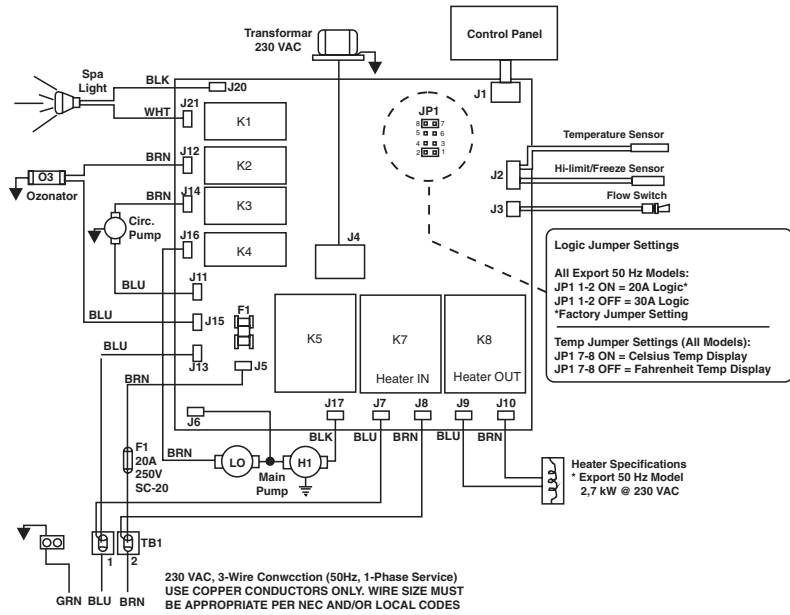 Transformar
230 VAC
Control Panel
Spa
Light
BLK
J20
WHT
J21
K1
J1
JP1
8 7
5 6
4 3
2 1
Temperature Sensor
J2
Hi-limit/Freeze Sensor
Flow Switch
J3
BRN
J12
K2
O3
Ozonator
BRN
J14
K3
Circ.
Pump
J16
K4
J4
J11
BLU
J15
F1
BLU
J13
J5
BRN
K5
K7
Heater IN
K8
Heater OUT
Logic Jumper Settings
All Export 50 Hz Models:
JP1 1-2 ON = 20A Logic*
JP1 1-2 OFF = 30A Logic
*Factory Jumper Setting
Temp Jumper Settings (All Models):
JP1 7-8 ON = Celsius Temp Display
JP1 7-8 OFF = Fahrenheit Temp Display
J6
J17
J7
J8
J9
J10
BLK
BLU
BRN
BLU
BRN
BRN
LO
Main
Pump
H1
F1
20A
250V
SC-20
Heater Specifications
* Export 50 Hz Model
2,7 kW @ 230 VAC
TB1
1
2
GRN
BLU
BRN
230 VAC, 3-Wire Conwcction (50Hz, 1-Phase Service)
USE COPPER CONDUCTORS ONLY. WIRE SIZE MUST
BE APPROPRIATE PER NEC AND/OR LOCAL CODES